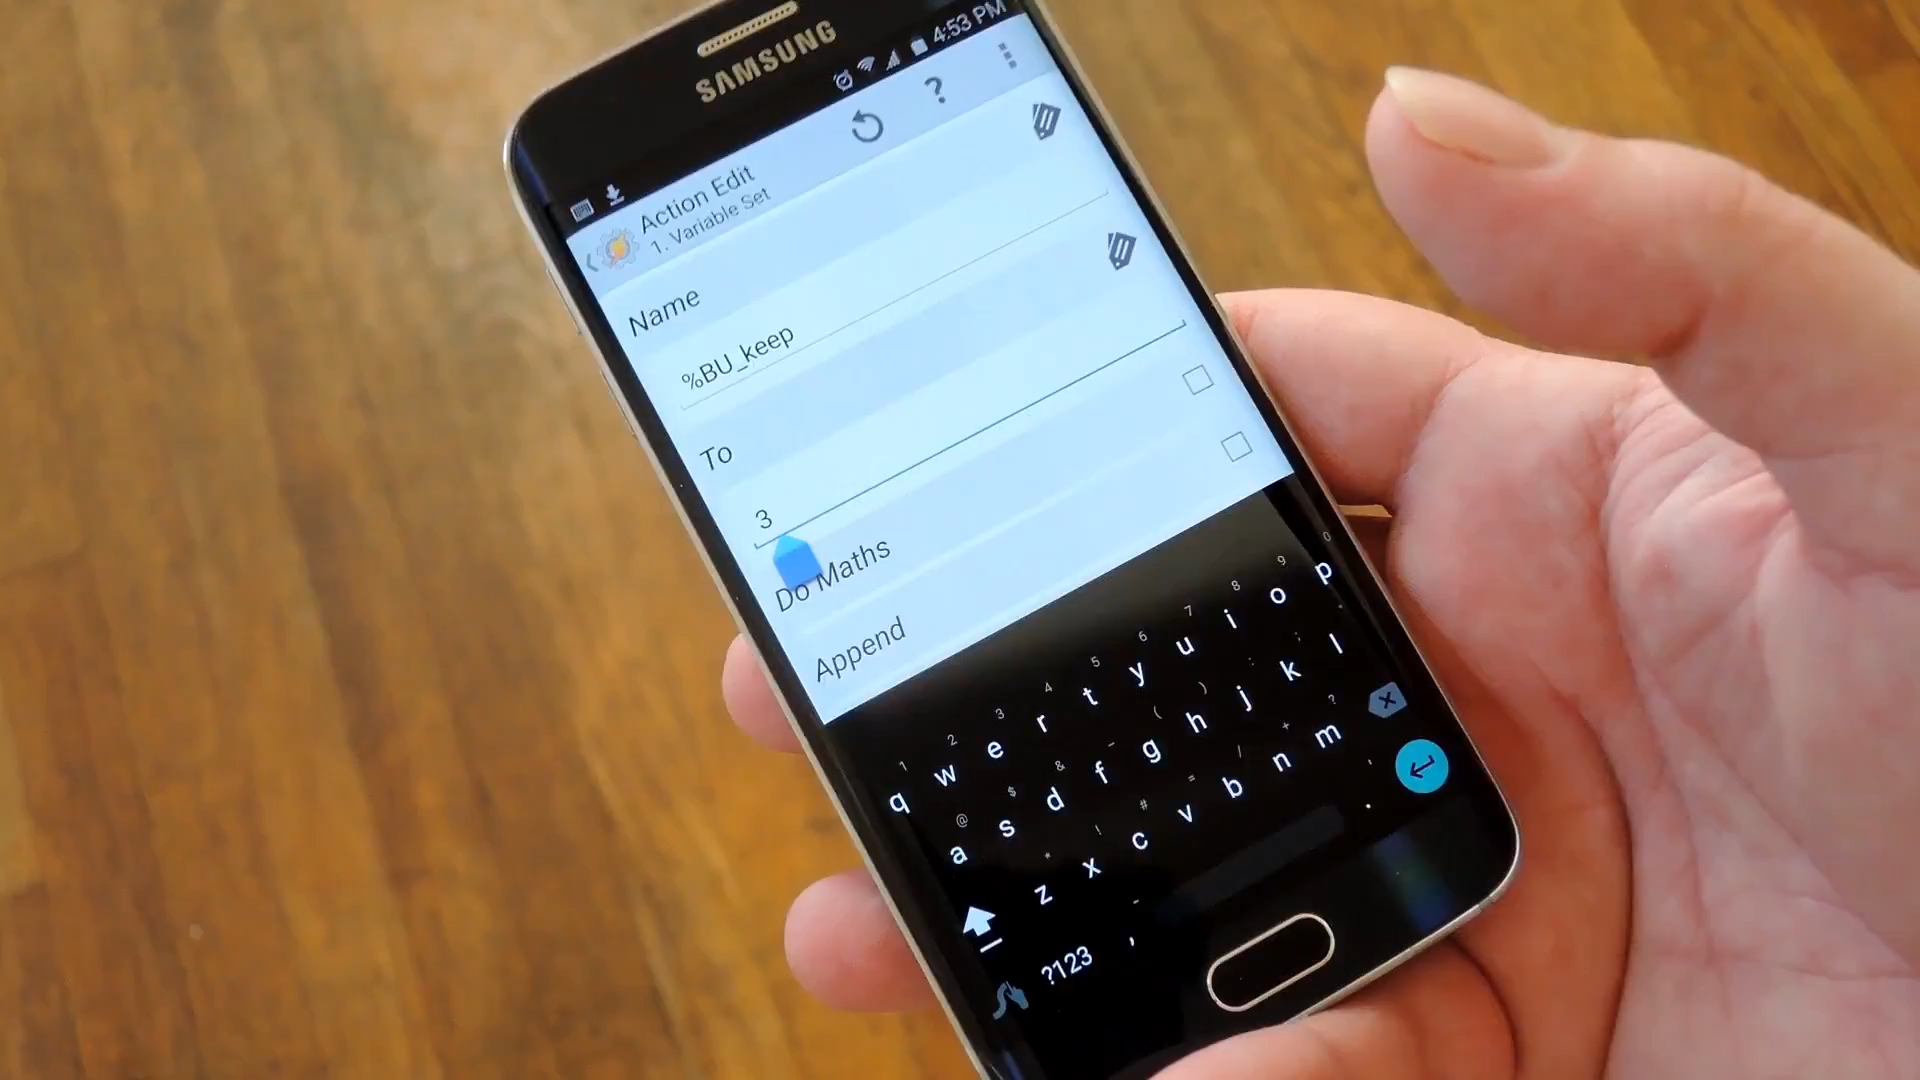 SAMSUNG
4:53 PM
?
Action Edit
1. Variable Set
Name
%BU_keep
To
3
Do Maths
Append
1 2 3 4 5 6 7 8 9 0
q w e r t y u i o p
@ $ & - ( ) : ;
a s d f g h j k l
* ! # = / + ?
z x c v b n m
?123 , .